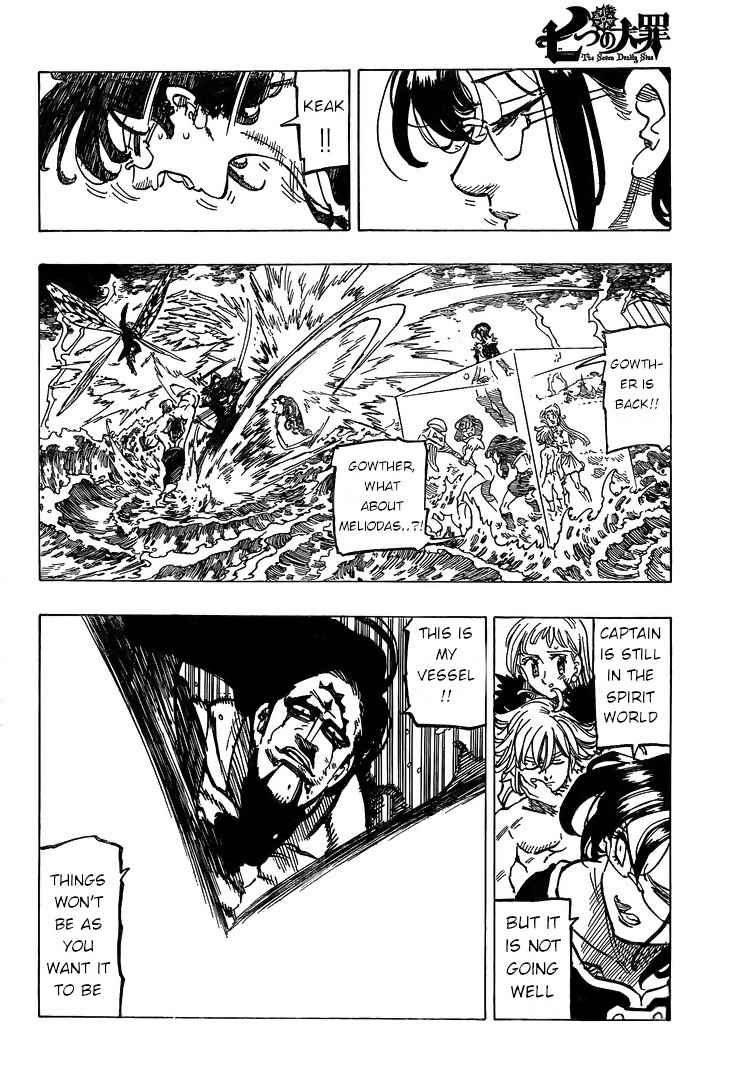 七つの大罪
The Seven Deadly Sins
KEAK
!!
GOWTH-
ER IS
BACK!!
GOWTHER,
WHAT
ABOUT
MELIODAS..?!
CAPTAIN
IS STILL
IN THE
SPIRIT
WORLD
BUT IT
IS NOT
GOING
WELL
THIS IS
MY
VESSEL
!!
THINGS
WON'T
BE AS
YOU
WANT IT
TO BE